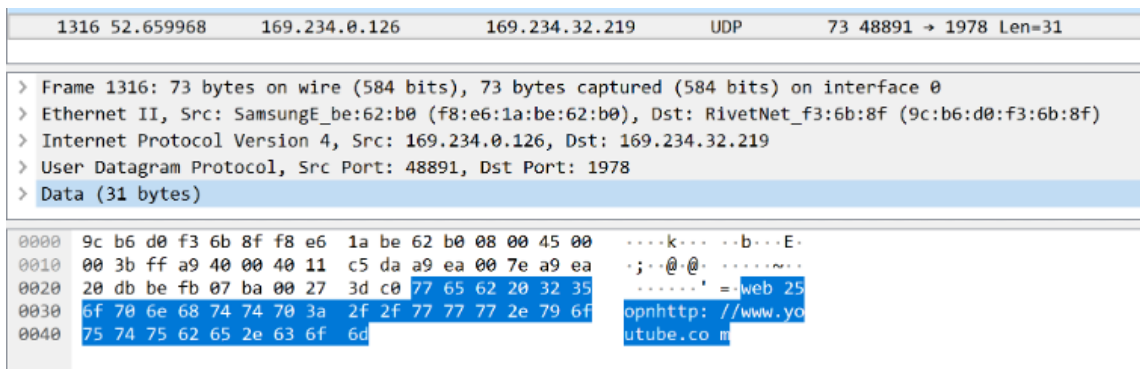 1316 52.659968 169.234.0.126 169.234.32.219 UDP 73 48891 → 1978 Len=31
> Frame 1316: 73 bytes on wire (584 bits), 73 bytes captured (584 bits) on interface 0
> Ethernet II, Src: SamsungE_be:62:b0 (f8:e6:1a:be:62:b0), Dst: RivetNet_f3:6b:8f (9c:b6:d0:f3:6b:8f)
> Internet Protocol Version 4, Src: 169.234.0.126, Dst: 169.234.32.219
> User Datagram Protocol, Src Port: 48891, Dst Port: 1978
> Data (31 bytes)
0000 9c b6 d0 f3 6b 8f f8 e6 1a be 62 b0 08 00 45 00 ····k··· ··b···E·
0010 00 3b ff a9 40 00 40 11 c5 da a9 ea 00 7e a9 ea ·;··@·@· ·····~··
0020 20 db be fb 07 ba 00 27 3d c0 77 65 62 20 32 35 ······' =·web 25
0030 6f 70 6e 68 74 74 70 3a 2f 2f 77 77 77 2e 79 6f opnhttp: //www.yo
0040 75 74 75 62 65 2e 63 6f 6d utube.co m